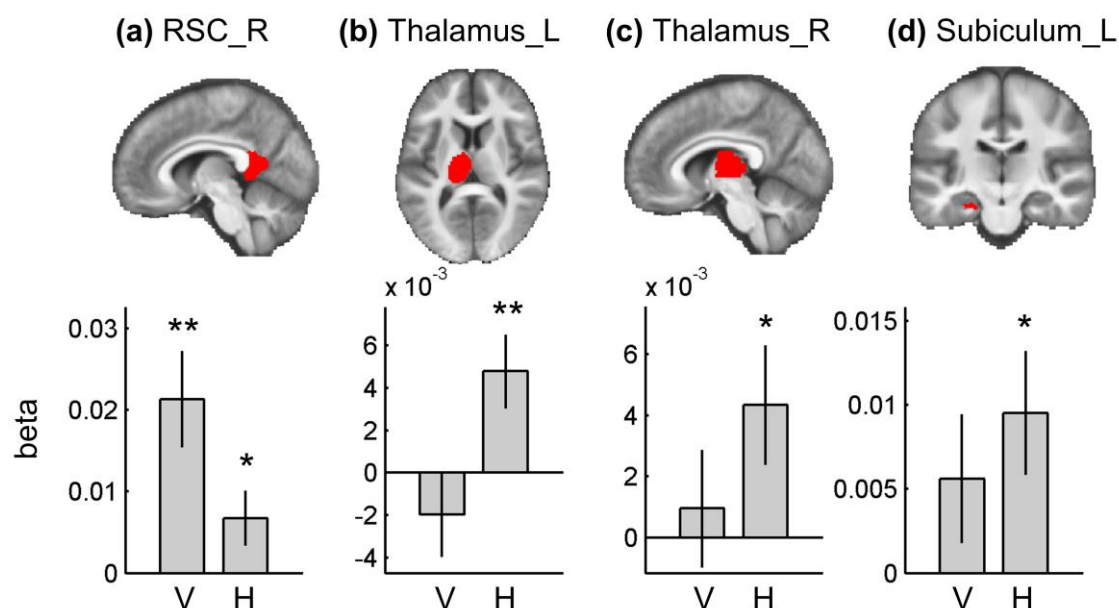 (a) RSC_R
(b) Thalamus_L
(c) Thalamus_R
(d) Subiculum_L
beta
0.03
0.02
0.01
0
**
*
V H
x 10-3
6
4
2
0
-2
-4
**
V H
x 10-3
6
4
2
0
*
V H
0.015
0.01
0.005
0
*
V H